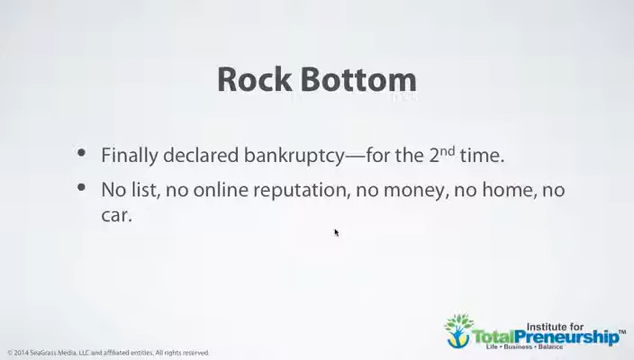 Rock Bottom
• Finally declared bankruptcy—for the 2nd time.
• No list, no online reputation, no money, no home, no
car.
Institute for
TotalPreneurship™
Life • Business • Balance
© 2014 SeaGrass Media, LLC and affiliated entities. All rights reserved.